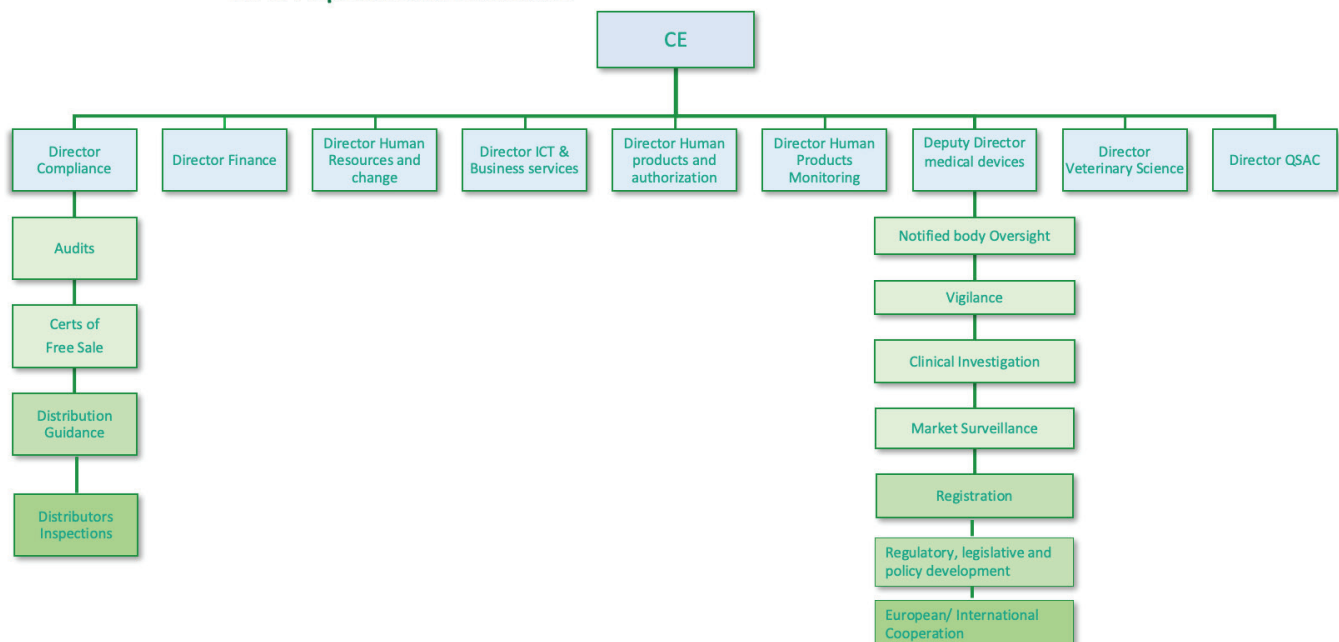 CE
Director
Compliance
Director Finance
Director Human
Resources and
change
Director ICT &
Business services
Director Human
products and
authorization
Director Human
Products
Monitoring
Deputy Director
medical devices
Director
Veterinary Science
Director QSAC
Audits
Certs of
Free Sale
Distribution
Guidance
Distributors
Inspections
Notified body Oversight
Vigilance
Clinical Investigation
Market Surveillance
Registration
Regulatory, legislative and
policy development
European/ International
Cooperation